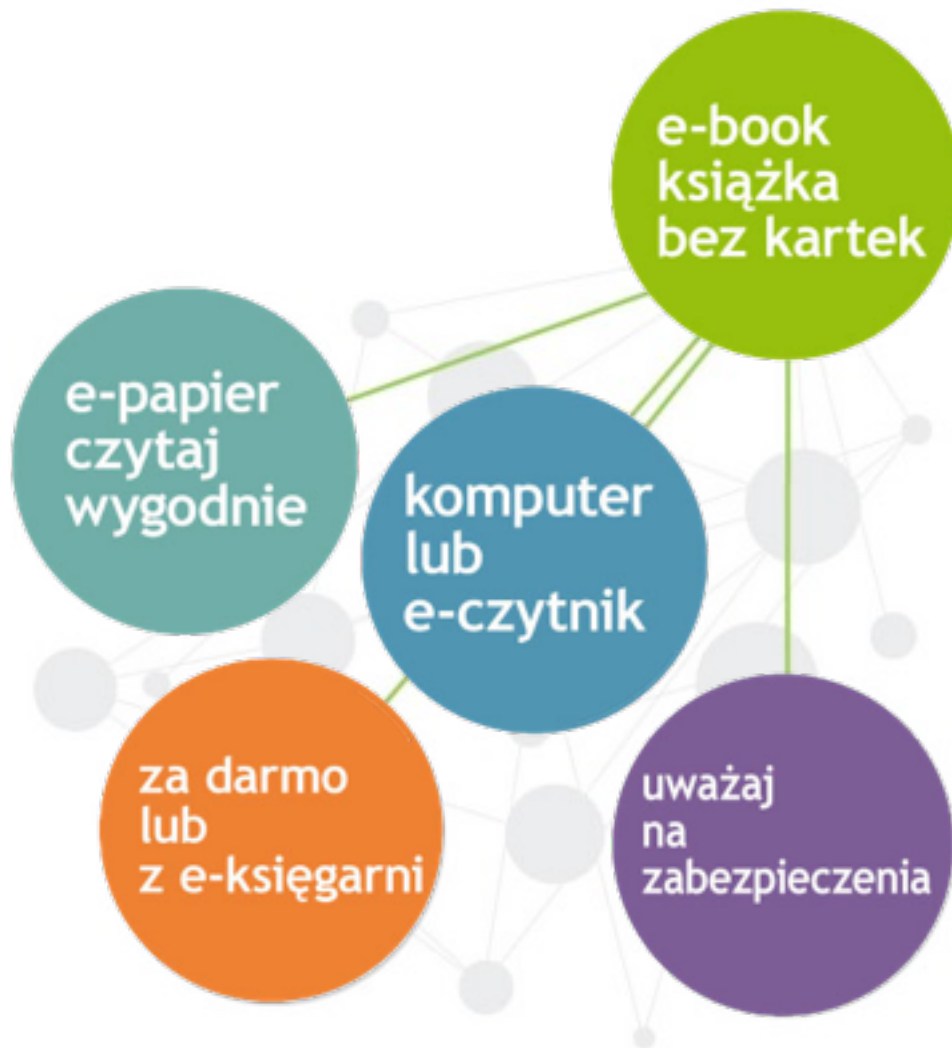 e-book
książka
bez kartek
e-papier
czytaj
wygodnie
komputer
lub
e-czytnik
za darmo
lub
z e-księgarni
uważaj
na
zabezpieczenia